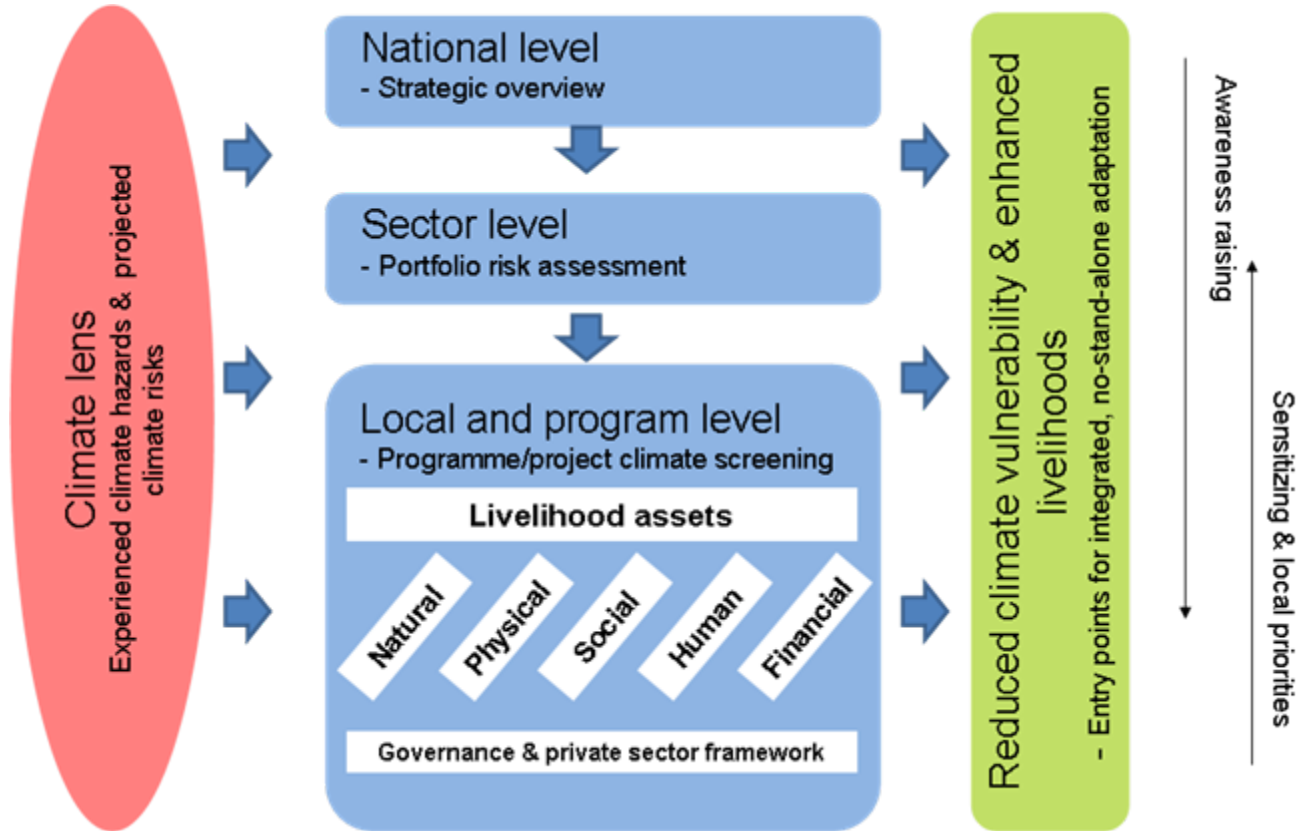 Climate lens
Experienced climate hazards & projected
climate risks
National level
- Strategic overview
Sector level
- Portfolio risk assessment
Local and program level
- Programme/project climate screening
Livelihood assets
Natural
Physical
Social
Human
Financial
Governance & private sector framework
Reduced climate vulnerability & enhanced
livelihoods
- Entry points for integrated, no-stand-alone adaptation
Awareness raising
Sensitizing & local priorities